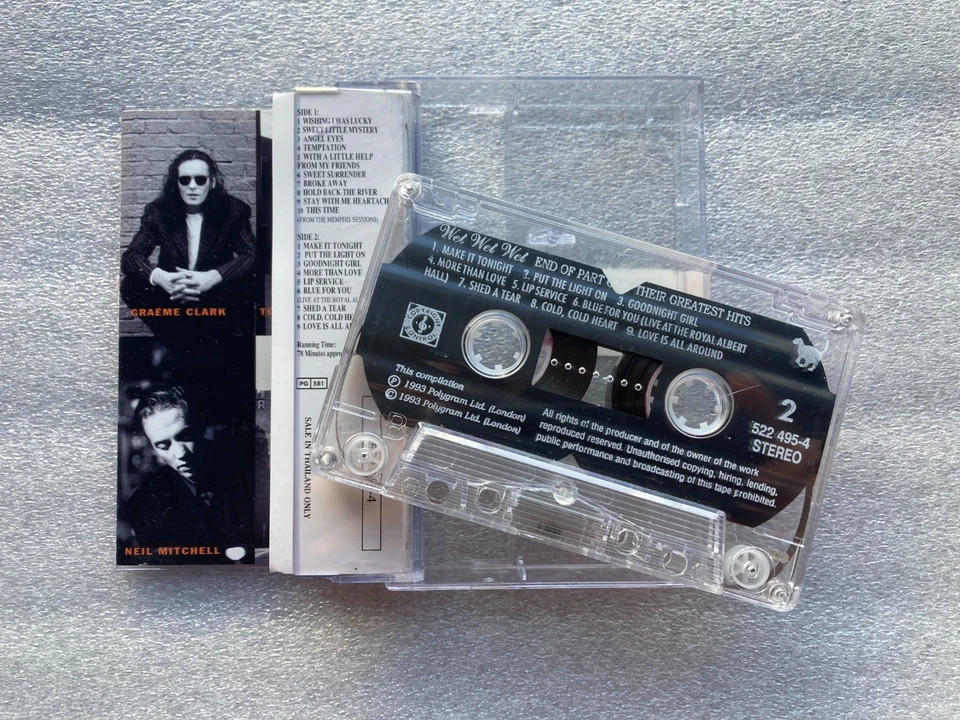 GRAEME CLARK
TO
NEIL MITCHELL
SIDE 1:
1 WISHING I WAS LUCKY
2 SWEET LITTLE MYSTERY
3 ANGEL EYES
4 TEMPTATION
5 WITH A LITTLE HELP
FROM MY FRIENDS
6 SWEET SURRENDER
7 BROKE AWAY
8 HOLD BACK THE RIVER
9 STAY WITH ME HEARTACH
10 THIS TIME
(FROM THE MEMPHIS SESSIONS)
SIDE 2:
1 MAKE IT TONIGHT
2 PUT THE LIGHT ON
3 GOODNIGHT GIRL
4 MORE THAN LOVE
5 LIP SERVICE
6 BLUE FOR YOU
(LIVE AT THE ROYAL AL
7 SHED A TEAR
8 COLD, COLD HE
9 LOVE IS ALL A
Running Time:
78 Minutes appro
PG 581
SALE IN THAILAND ONLY
Wet Wet Wet END OF PART THEIR GREATEST HITS
1. MAKE IT TONIGHT 2. PUT THE LIGHT ON 3. GOODNIGHT GIRL
4. MORE THAN LOVE 5. LIP SERVICE 6. BLUE FOR YOU (LIVE AT THE ROYAL ALBERT
HALL) 7. SHED A TEAR 8. COLD, COLD HEART 9. LOVE IS ALL AROUND
This compilation
Ⓟ 1993 Polygram Ltd. (London)
© 1993 Polygram Ltd. (London)
All rights of the producer and of the owner of the work
reproduced reserved. Unauthorised copying, hiring, lending,
public performance and broadcasting of this tape prohibited.
2
522 495-4
STEREO